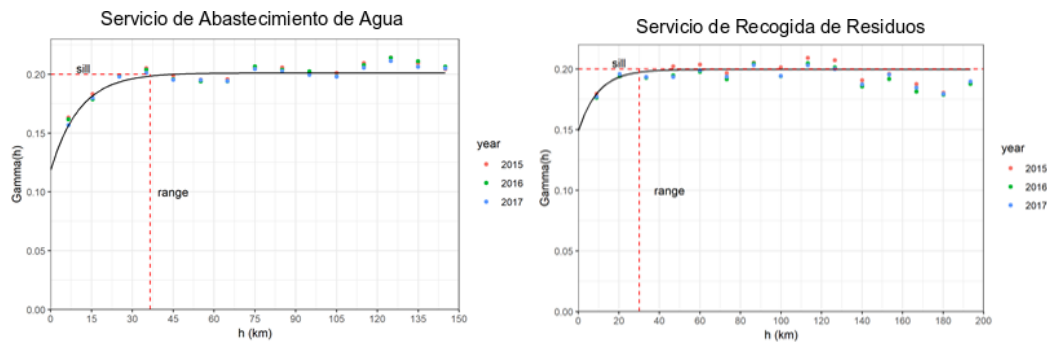 Servicio de Abastecimiento de Agua
Gamma(h)
0.20
0.15
0.10
0.05
0.00
sill
range
0 15 30 45 60 75 90 105 120 135 150
h (km)
year
2015
2016
2017
Servicio de Recogida de Residuos
Gamma(h)
0.20
0.15
0.10
0.05
0.00
sill
range
0 20 40 60 80 100 120 140 160 180 200
h (km)
year
2015
2016
2017